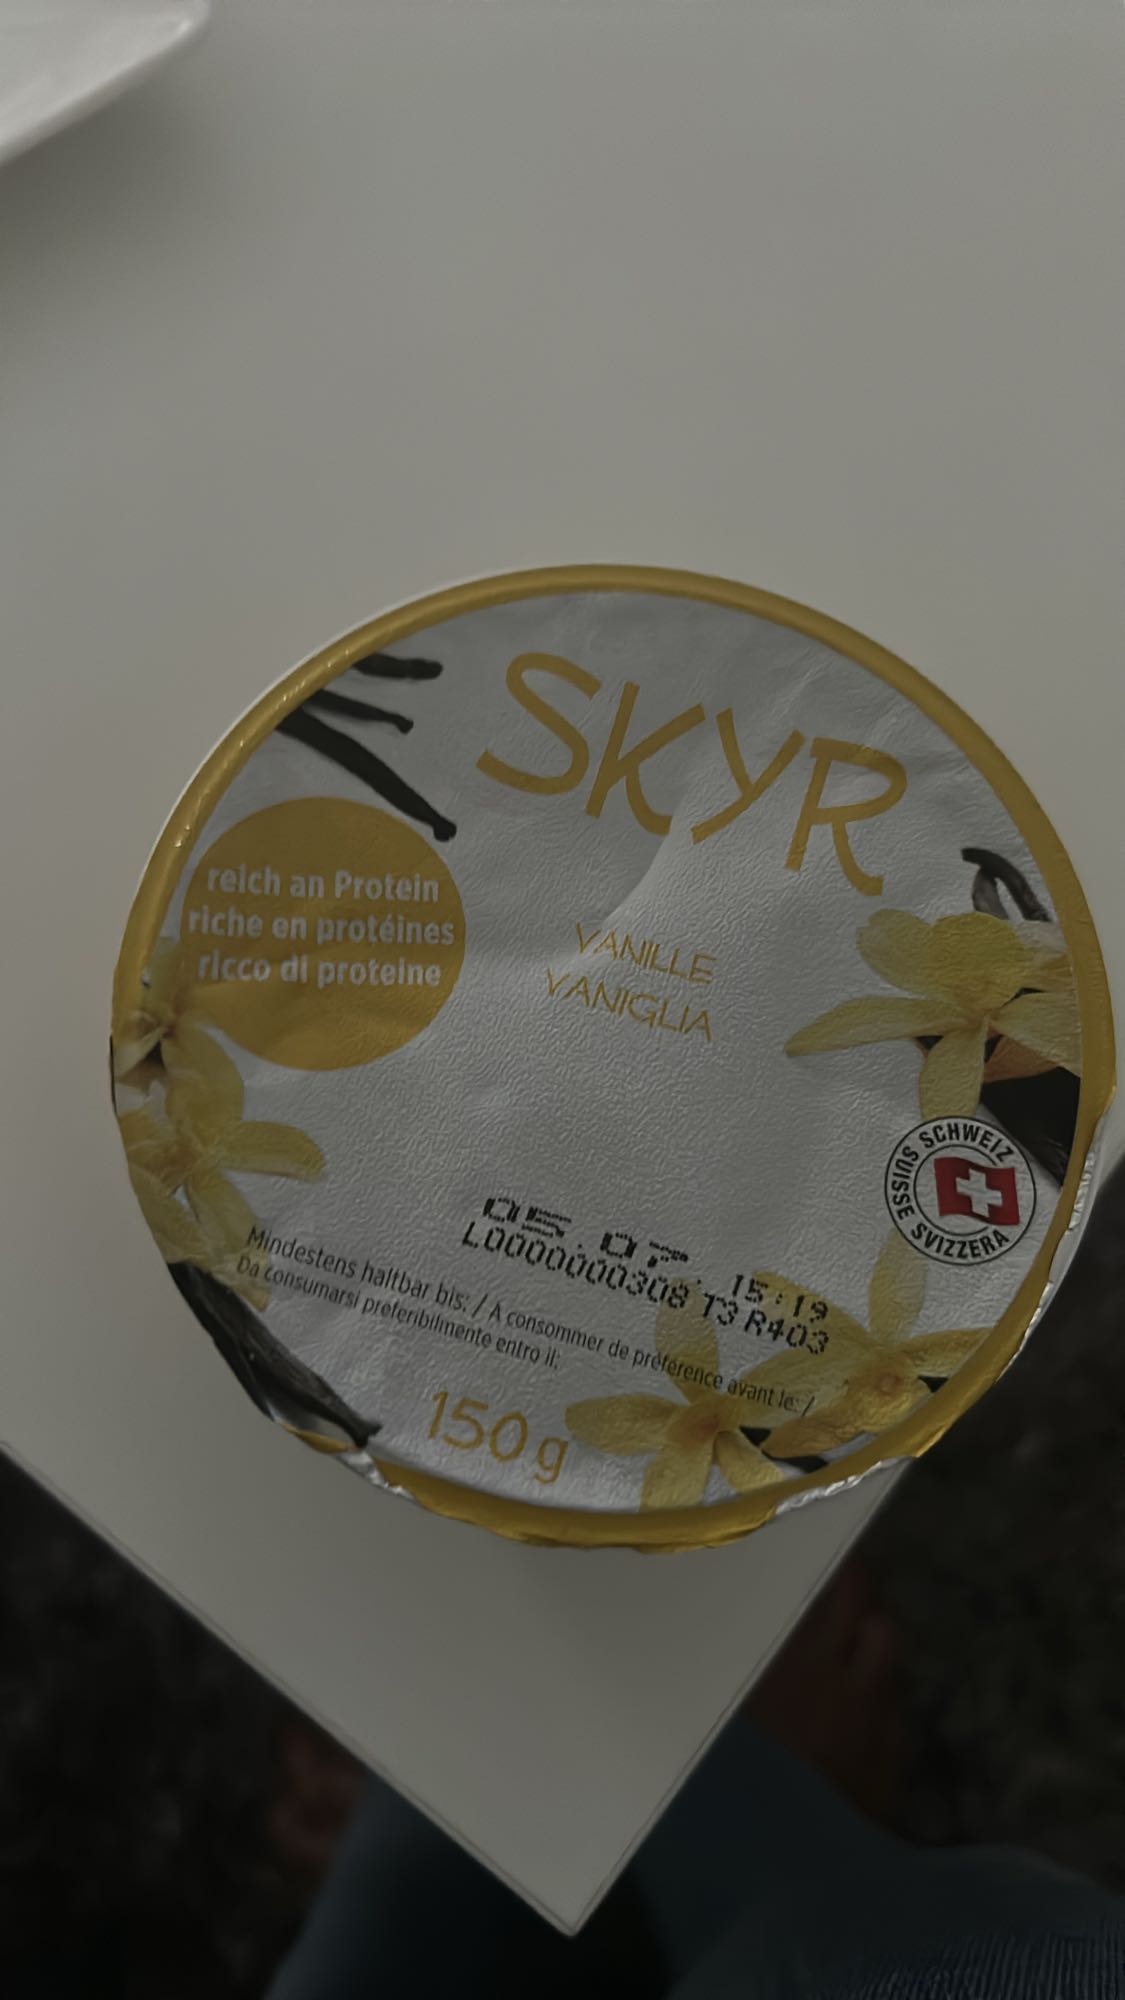 SKYR
reich an Protein
riche en protéines
ricco di proteine
VANILLE
VANIGLIA
SUISSE SCHWEIZ SVIZZERA
05.07. 15:19
L0000000308 T3 R403
Mindestens haltbar bis: / A consommer de préférence avant le: /
Da consumarsi preferibilmente entro il:
150 g